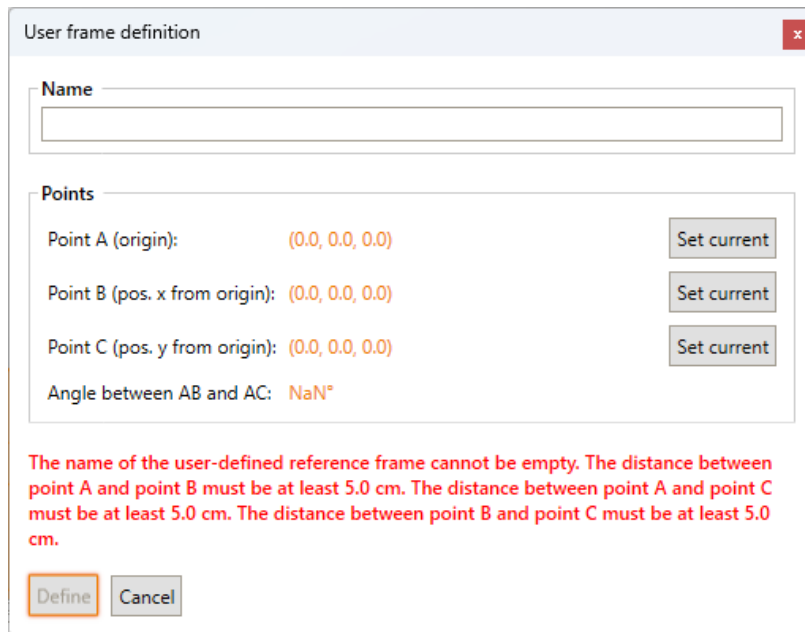 User frame definition
x
Name
Points
Point A (origin): (0.0, 0.0, 0.0) Set current
Point B (pos. x from origin): (0.0, 0.0, 0.0) Set current
Point C (pos. y from origin): (0.0, 0.0, 0.0) Set current
Angle between AB and AC: NaN°
The name of the user-defined reference frame cannot be empty. The distance between
point A and point B must be at least 5.0 cm. The distance between point A and point C
must be at least 5.0 cm. The distance between point B and point C must be at least 5.0
cm.
Define Cancel